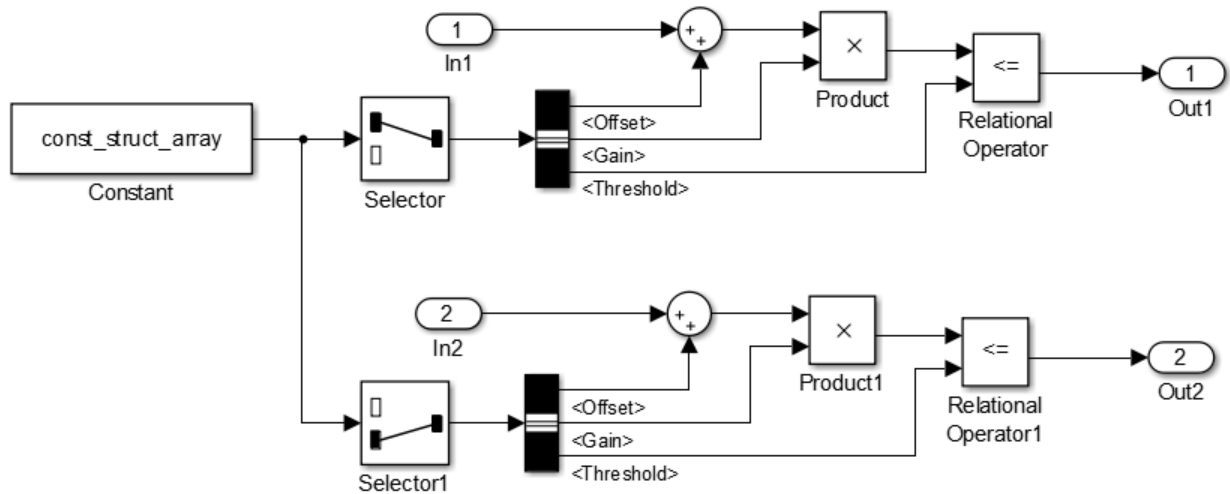 1
In1
+
+
×
Product
<=
Relational
Operator
1
Out1
const_struct_array
Constant
Selector
<Offset>
<Gain>
<Threshold>
2
In2
+
+
×
Product1
<=
Relational
Operator1
2
Out2
Selector1
<Offset>
<Gain>
<Threshold>